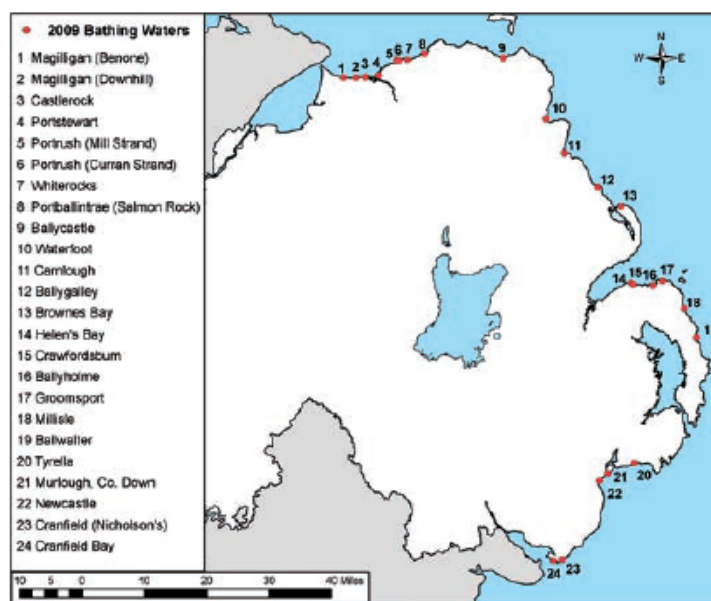 2009 Bathing Waters
1 Magilligan (Benone)
2 Magilligan (Downhill)
3 Castlerock
4 Portstewart
5 Portrush (Mill Strand)
6 Portrush (Curran Strand)
7 Whiterocks
8 Portballintrae (Salmon Rock)
9 Ballycastle
10 Waterfoot
11 Carnlough
12 Ballygalley
13 Brownes Bay
14 Helen's Bay
15 Crawfordsburn
16 Ballyholme
17 Groomsport
18 Millisle
19 Ballwalter
20 Tyrella
21 Murlough, Co. Down
22 Newcastle
23 Cranfield (Nicholson's)
24 Cranfield Bay
N
W E
S
1 2 3 4 5 6 7 8
9
10
11
12
13
14 15 16 17
18
1
20
21
22
24 23
10 5 0 10 20 30 40 Miles